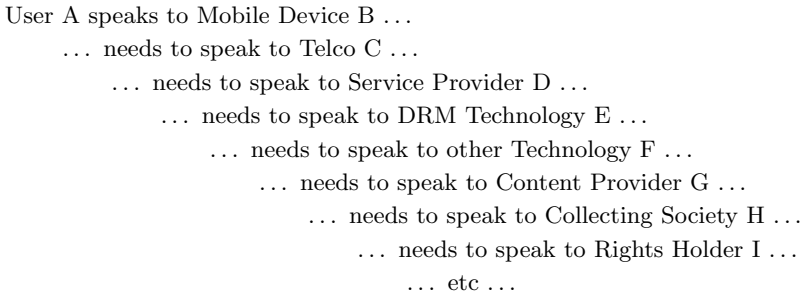 User A speaks to Mobile Device B ...
... needs to speak to Telco C ...
... needs to speak to Service Provider D ...
... needs to speak to DRM Technology E ...
... needs to speak to other Technology F ...
... needs to speak to Content Provider G ...
... needs to speak to Collecting Society H ...
... needs to speak to Rights Holder I ...
... etc ...